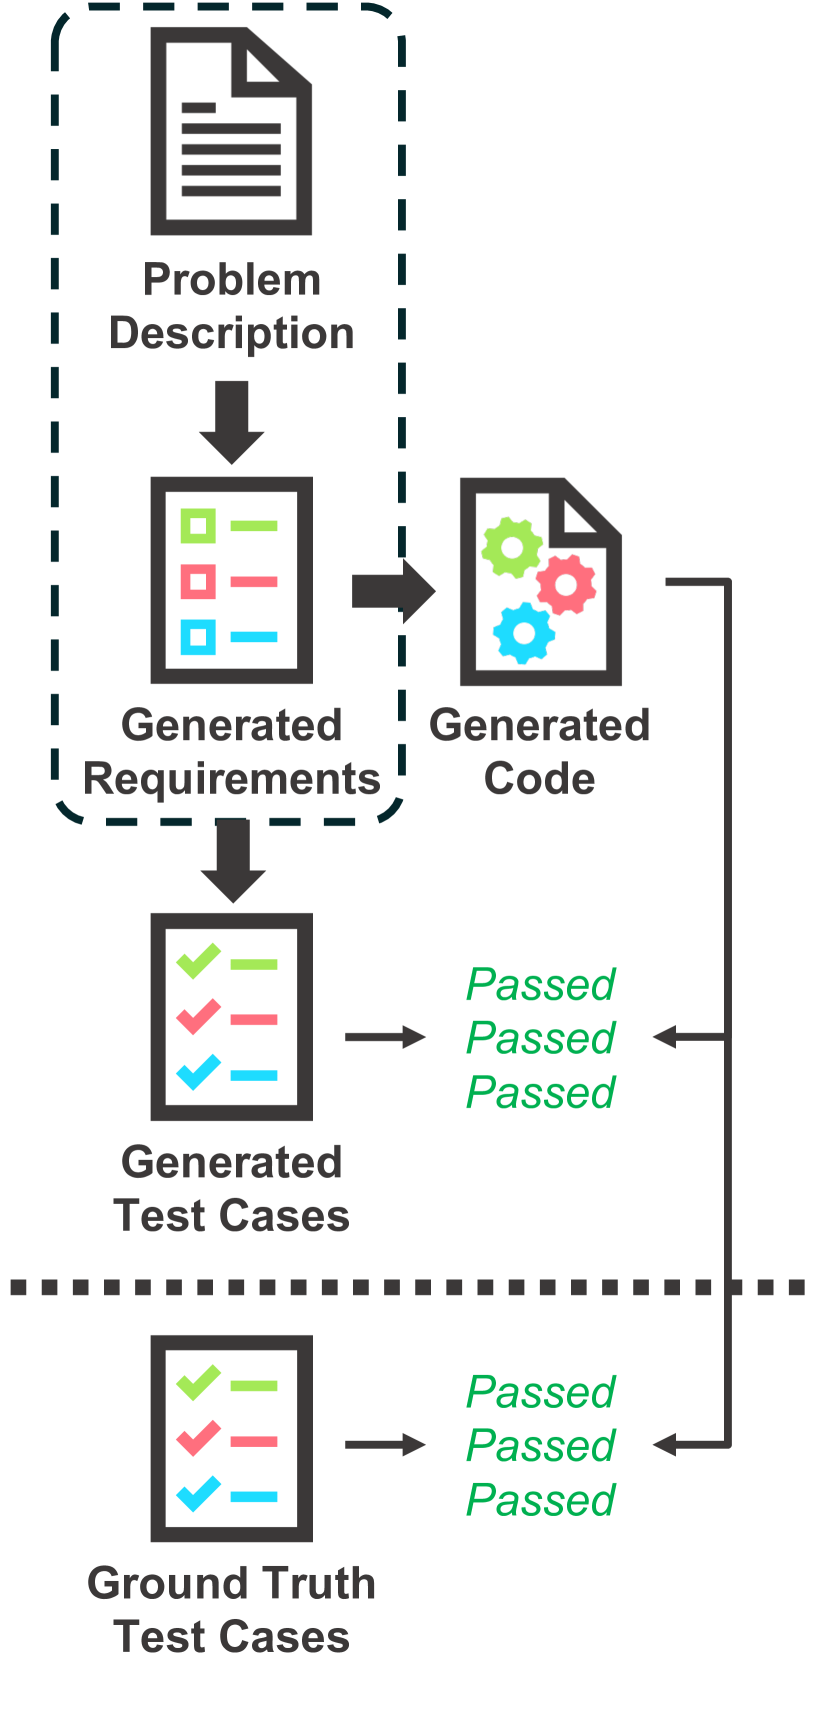 Problem
Description
Generated
Requirements
Generated
Code
Passed
Passed
Passed
Generated
Test Cases
Passed
Passed
Passed
Ground Truth
Test Cases